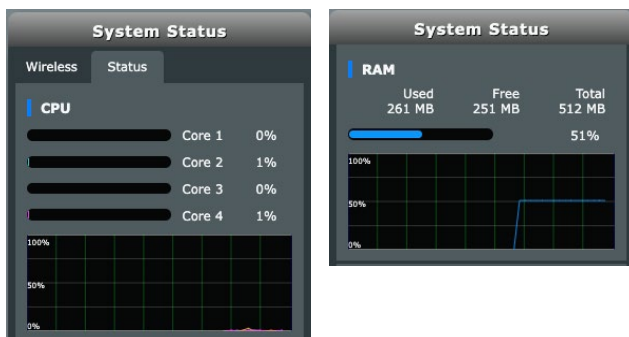 System Status
Wireless Status
CPU
Core 1 0%
Core 2 1%
Core 3 0%
Core 4 1%
100%
50%
0%
System Status
RAM
Used Free Total
261 MB 251 MB 512 MB
51%
100%
50%
0%